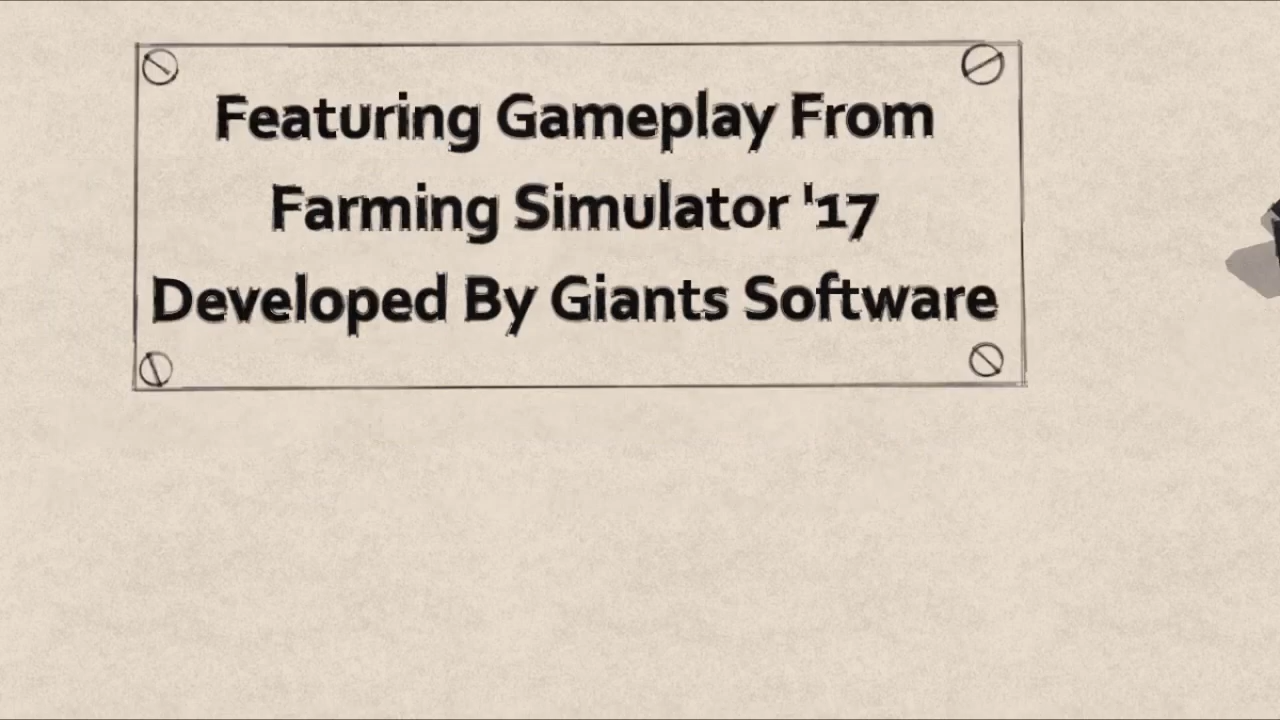 Featuring Gameplay From
Farming Simulator '17
Developed By Giants Software